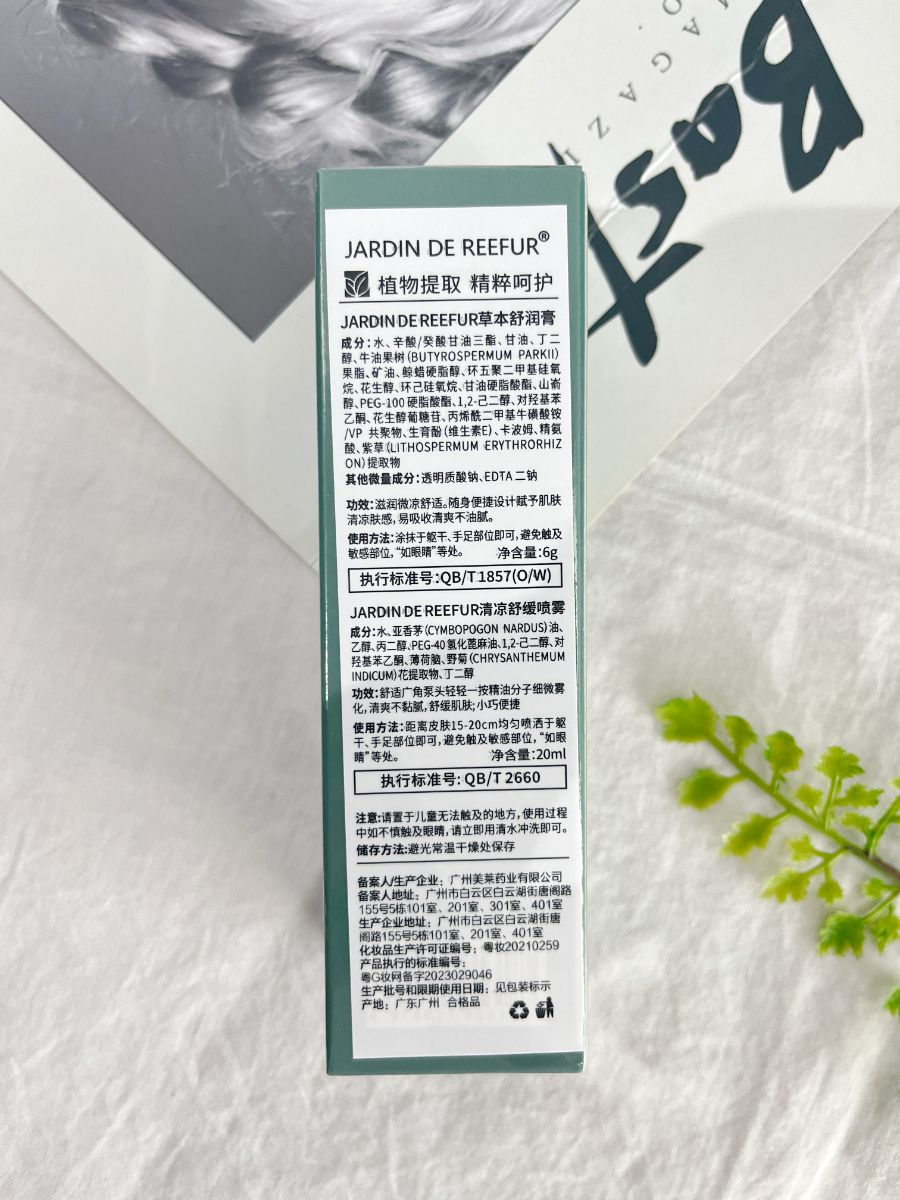 Bast
MAGAZI
O.
JARDIN DE REEFUR®
植物提取 精粹呵护
JARDIN DE REEFUR草本舒润膏
成分:水、辛酸/癸酸甘油三酯、甘油、丁二
醇、牛油果树(BUTYROSPERMUM PARKII)
果脂、矿油、鲸蜡硬脂醇、环五聚二甲基硅氧
烷、花生醇、环己硅氧烷、甘油硬脂酸酯、山嵛
醇、PEG-100 硬脂酸酯、1,2-己二醇、对羟基苯
乙酮、花生醇葡糖苷、丙烯酰二甲基牛磺酸铵
/VP 共聚物、生育酚(维生素E)、卡波姆、精氨
酸、紫草(LITHOSPERMUM ERYTHRORHIZ
ON)提取物
其他微量成分:透明质酸钠、EDTA 二钠
功效:滋润微凉舒适。随身便捷设计赋予肌肤
清凉肤感,易吸收清爽不油腻。
使用方法:涂抹于躯干、手足部位即可,避免触及
敏感部位,“如眼睛”等处。 净含量:6g
执行标准号:QB/T 1857(O/W)
JARDIN DE REEFUR清凉舒缓喷雾
成分:水、亚香茅(CYMBOPOGON NARDUS)油、
乙醇、丙二醇、PEG-40 氢化蓖麻油、1,2-己二醇、对
羟基苯乙酮、薄荷脑、野菊(CHRYSANTHEMUM
INDICUM)花提取物、丁二醇
功效:舒适广角泵头轻轻一按精油分子细微雾
化,清爽不黏腻,舒缓肌肤;小巧便捷
使用方法:距离皮肤15-20cm均匀喷洒于躯
干、手足部位即可,避免触及敏感部位,“如眼
睛”等处。 净含量:20ml
执行标准号: QB/T 2660
注意:请置于儿童无法触及的地方,使用过程
中如不慎触及眼睛,请立即用清水冲洗即可。
储存方法:避光常温干燥处保存
备案人/生产企业:广州美莱药业有限公司
备案人地址:广州市白云区白云湖街唐阁路
155号5栋101室、201室、301室、401室
生产企业地址:广州市白云区白云湖街唐
阁路155号5栋101室、201室、401室
化妆品生产许可证编号:粤妆20210259
产品执行的标准编号:
粤G妆网备字2023029046
生产批号和限期使用日期:见包装标示
产地:广东广州 合格品